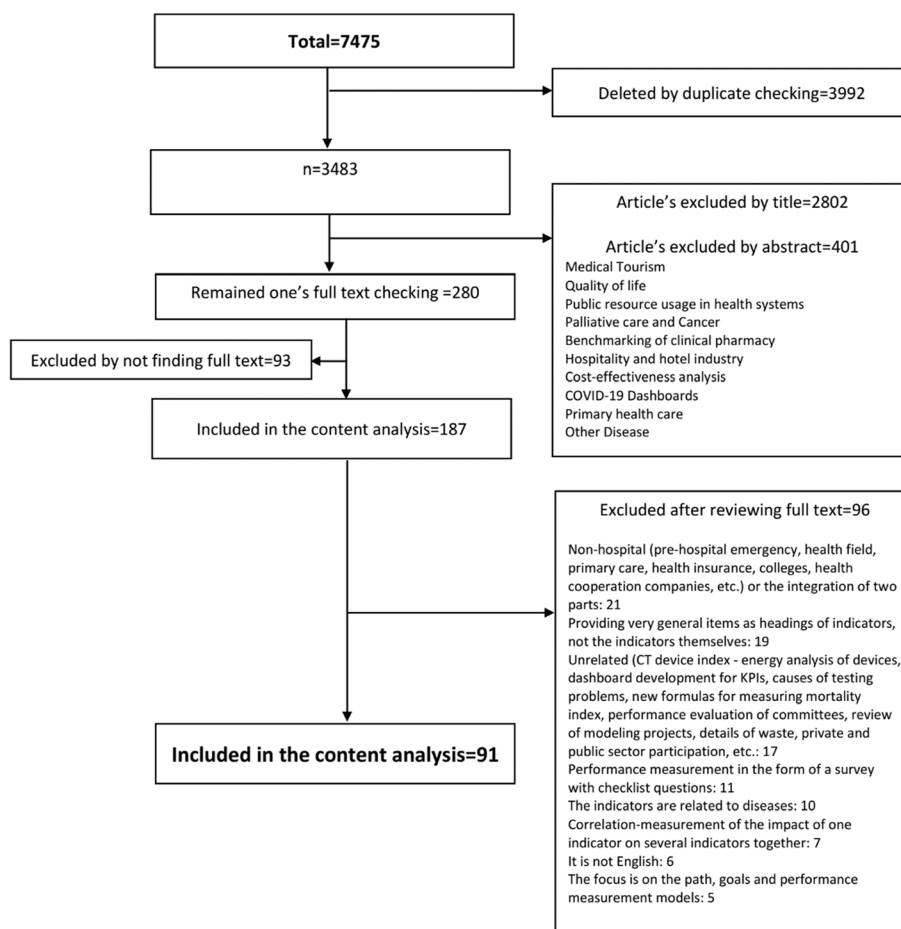 Total=7475
Deleted by duplicate checking=3992
n=3483
Article's excluded by title=2802
Article's excluded by abstract=401
Medical Tourism
Quality of life
Public resource usage in health systems
Palliative care and Cancer
Benchmarking of clinical pharmacy
Hospitality and hotel industry
Cost-effectiveness analysis
COVID-19 Dashboards
Primary health care
Other Disease
Remained one's full text checking =280
Excluded by not finding full text=93
Included in the content analysis=187
Excluded after reviewing full text=96
Non-hospital (pre-hospital emergency, health field,
primary care, health insurance, colleges, health
cooperation companies, etc.) or the integration of two
parts: 21
Providing very general items as headings of indicators,
not the indicators themselves: 19
Unrelated (CT device index - energy analysis of devices,
dashboard development for KPIs, causes of testing
problems, new formulas for measuring mortality
index, performance evaluation of committees, review
of modeling projects, details of waste, private and
public sector participation, etc.: 17
Performance measurement in the form of a survey
with checklist questions: 11
The indicators are related to diseases: 10
Correlation-measurement of the impact of one
indicator on several indicators together: 7
It is not English: 6
The focus is on the path, goals and performance
measurement models: 5
Included in the content analysis=91